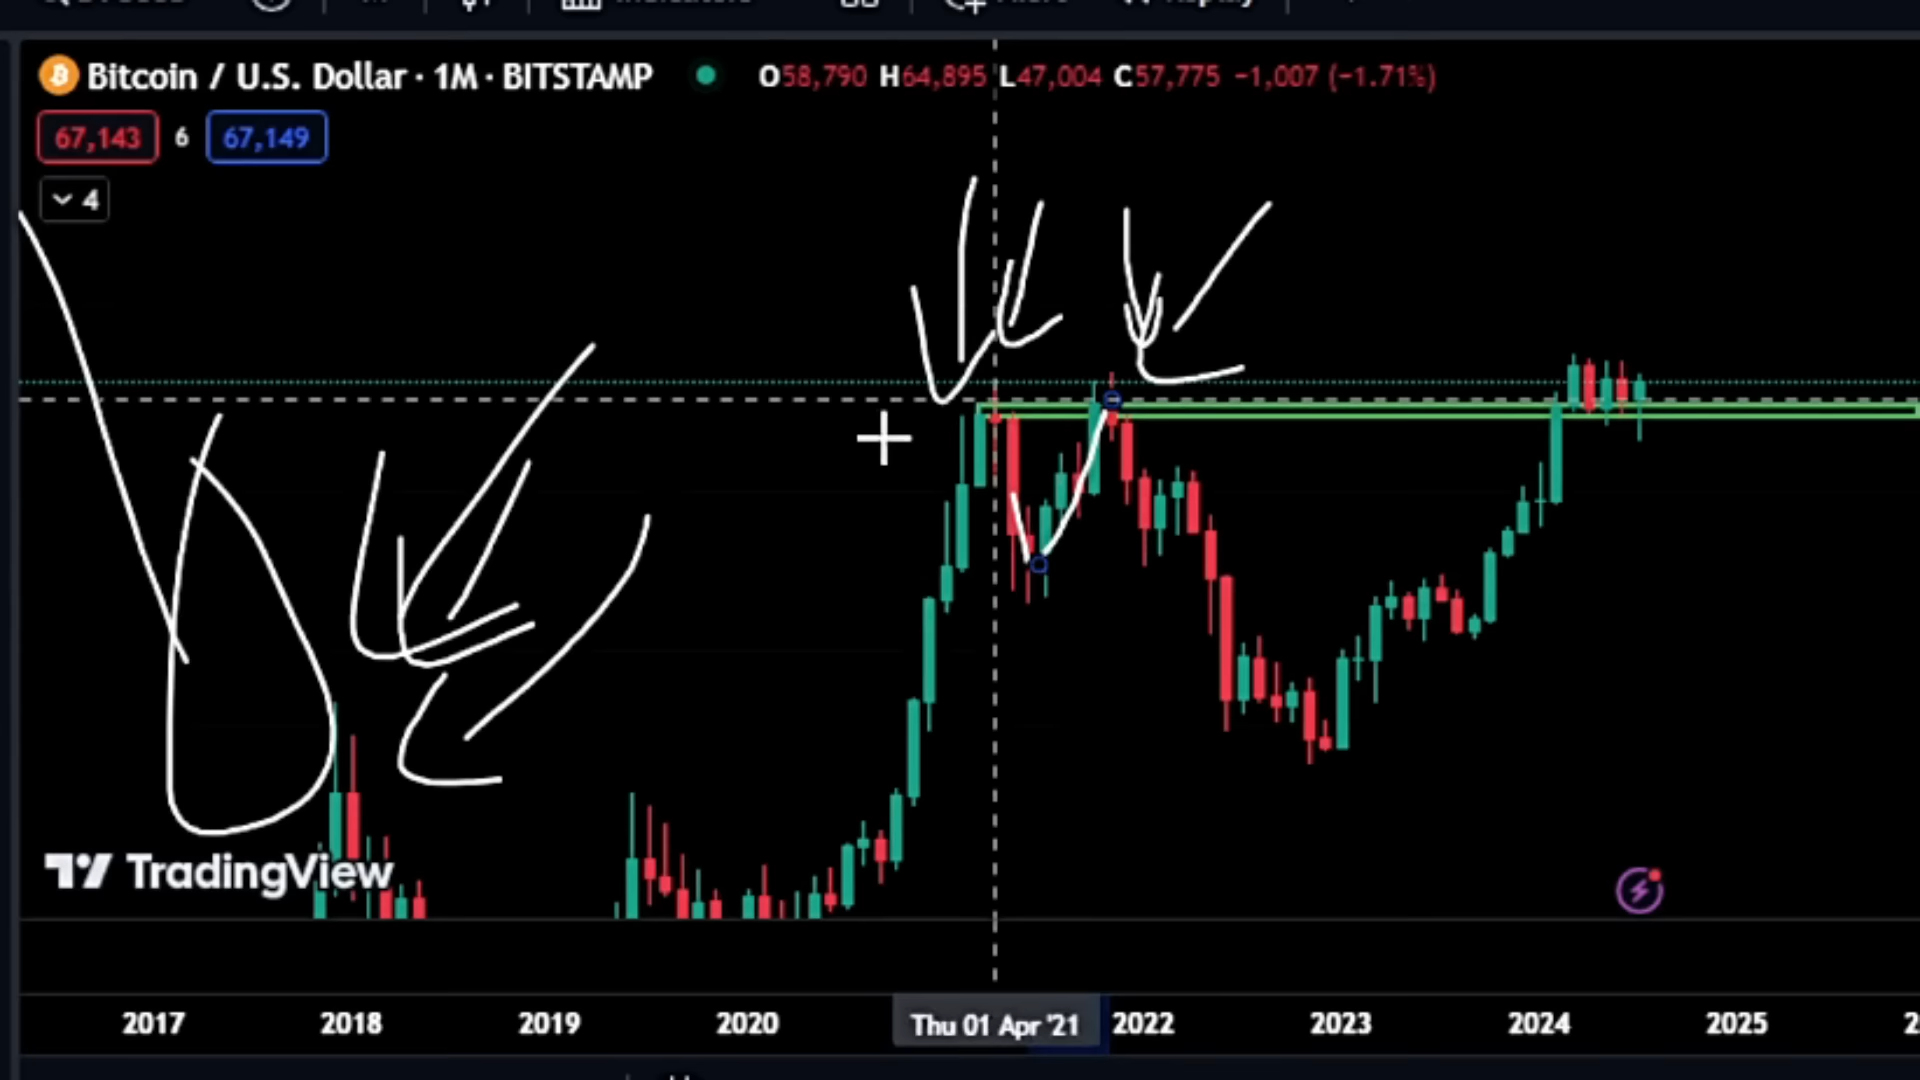 Bitcoin / U.S. Dollar · 1M · BITSTAMP O58,790 H64,895 L47,004 C57,775 −1,007 (−1.71%)
67,143 6 67,149
4
TradingView
2017 2018 2019 2020 Thu 01 Apr '21 2022 2023 2024 2025